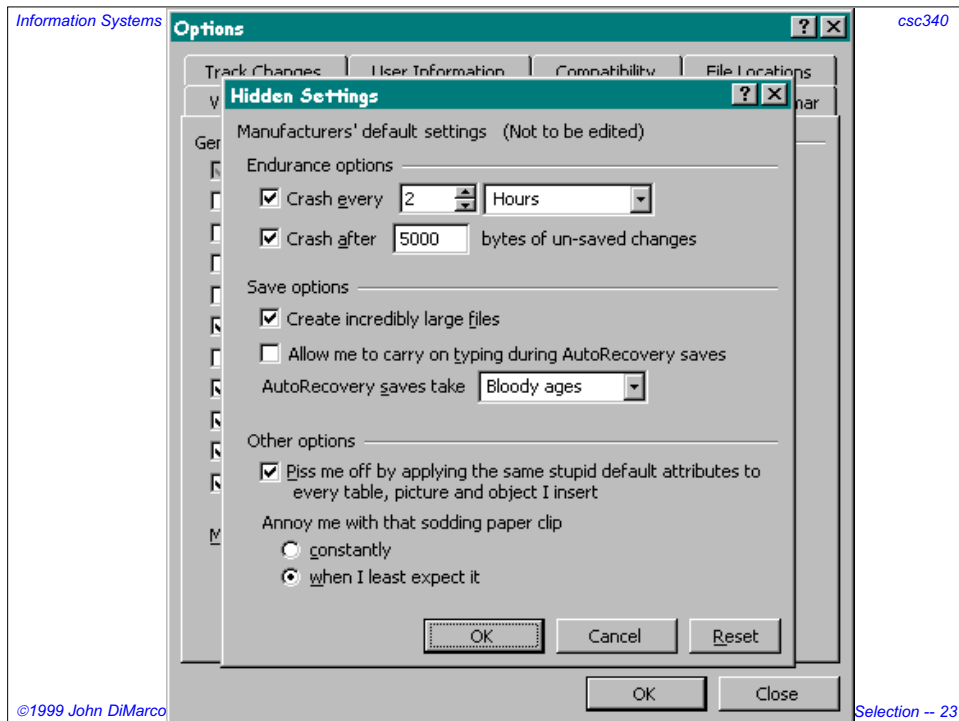 Information Systems
csc340
Options
Track Changes User Information Compatibility File Locations
Hidden Settings
Manufacturers' default settings (Not to be edited)
Endurance options
Crash every 2 Hours
Crash after 5000 bytes of un-saved changes
Save options
Create incredibly large files
Allow me to carry on typing during AutoRecovery saves
AutoRecovery saves take Bloody ages
Other options
Piss me off by applying the same stupid default attributes to
every table, picture and object I insert
Annoy me with that sodding paper clip
constantly
when I least expect it
OK Cancel Reset
OK Close
©1999 John DiMarco
Selection -- 23